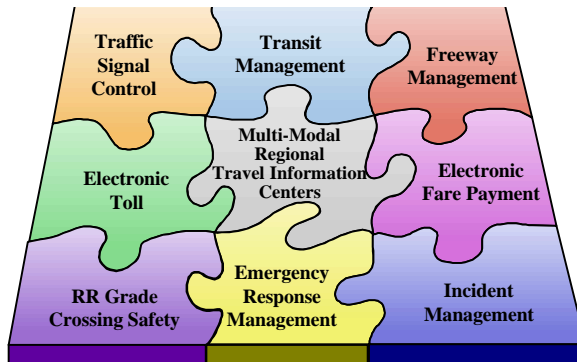 Traffic
Signal
Control
Transit
Management
Freeway
Management
Electronic
Toll
Multi-Modal
Regional
Travel Information
Centers
Electronic
Fare Payment
RR Grade
Crossing Safety
Emergency
Response
Management
Incident
Management